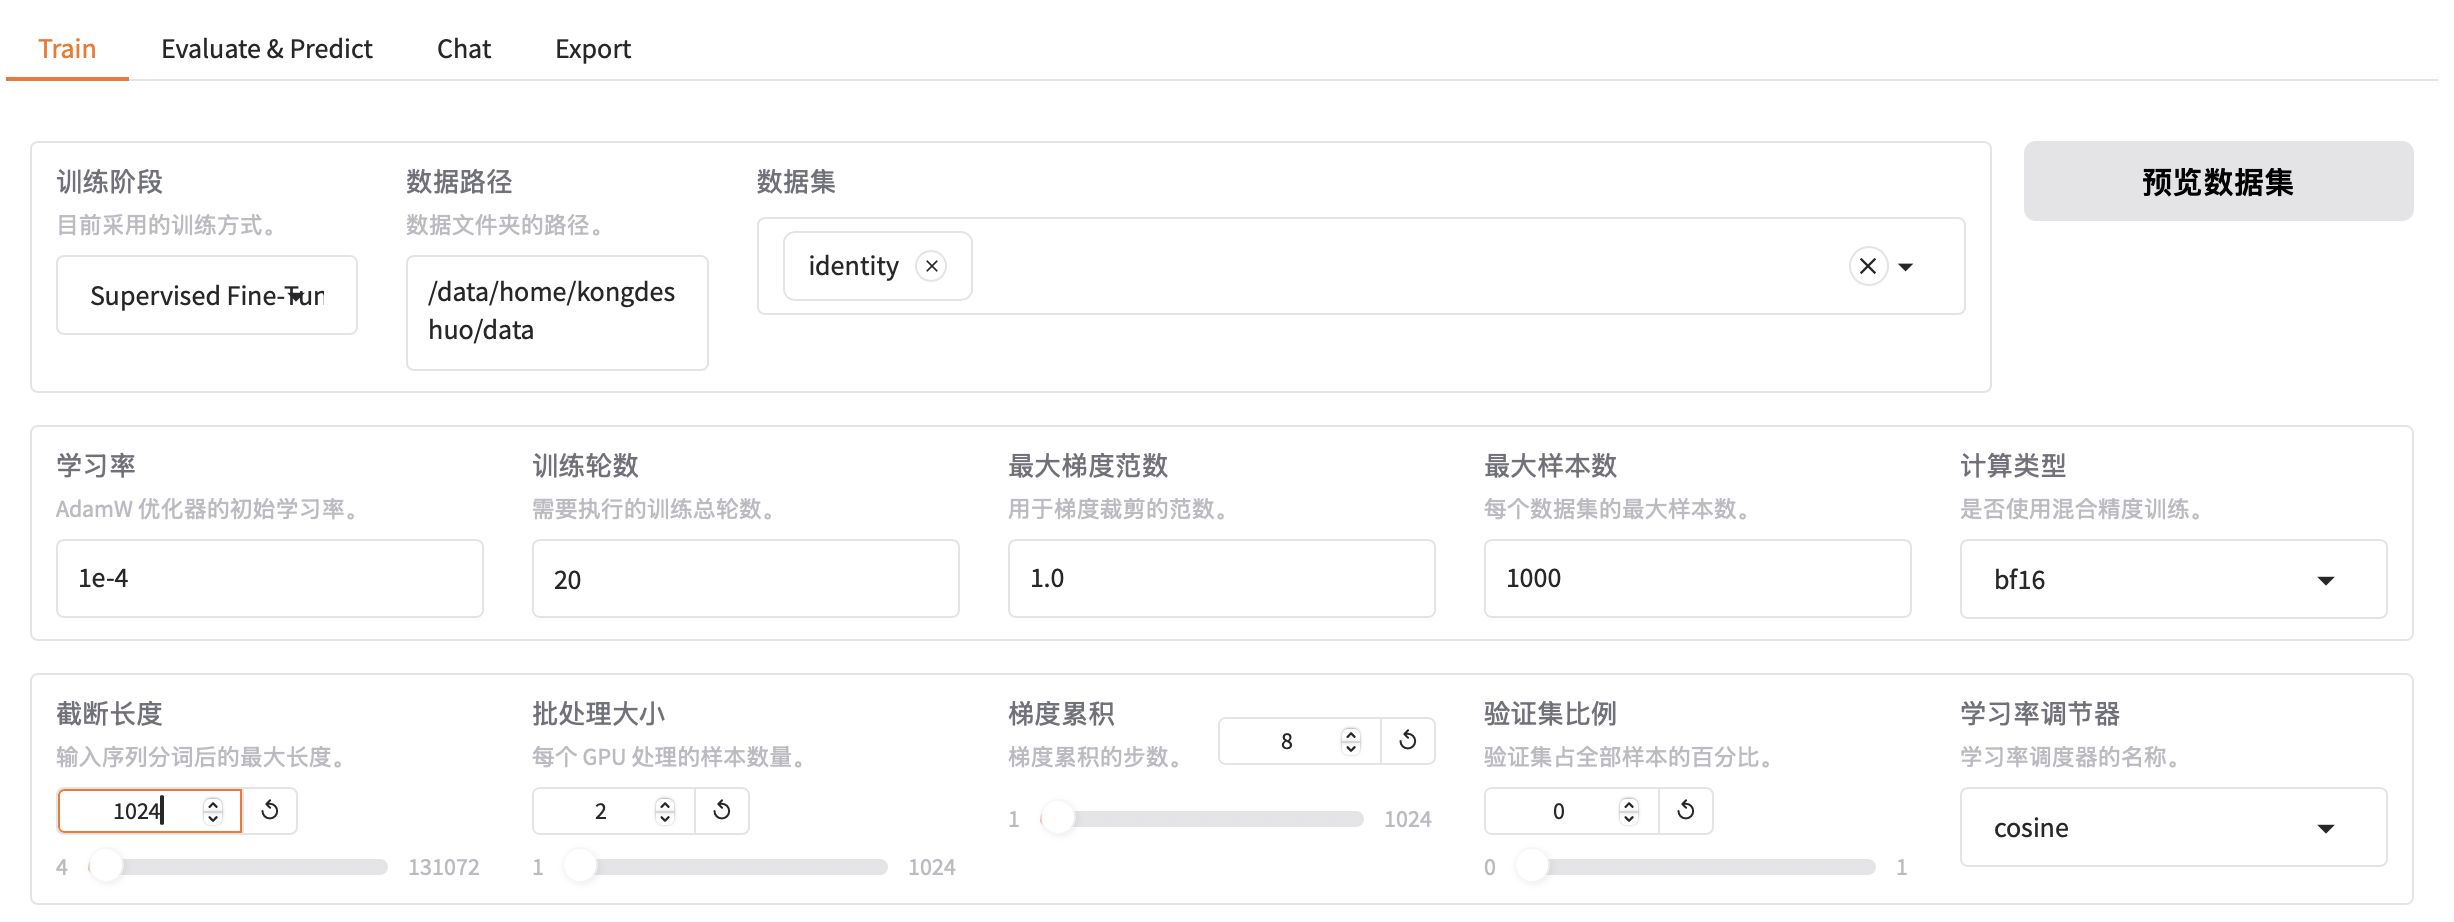 Train
Evaluate & Predict
Chat
Export
训练阶段
目前采用的训练方式。
Supervised Fine-Tun
数据路径
数据文件夹的路径。
/data/home/kongdes
huo/data
数据集
identity
预览数据集
学习率
AdamW 优化器的初始学习率。
1e-4
训练轮数
需要执行的训练总轮数。
20
最大梯度范数
用于梯度裁剪的范数。
1.0
最大样本数
每个数据集的最大样本数。
1000
计算类型
是否使用混合精度训练。
bf16
截断长度
输入序列分词后的最大长度。
1024
4
131072
批处理大小
每个 GPU 处理的样本数量。
2
1
1024
梯度累积
梯度累积的步数。
8
1
1024
验证集比例
验证集占全部样本的百分比。
0
0
1
学习率调节器
学习率调度器的名称。
cosine